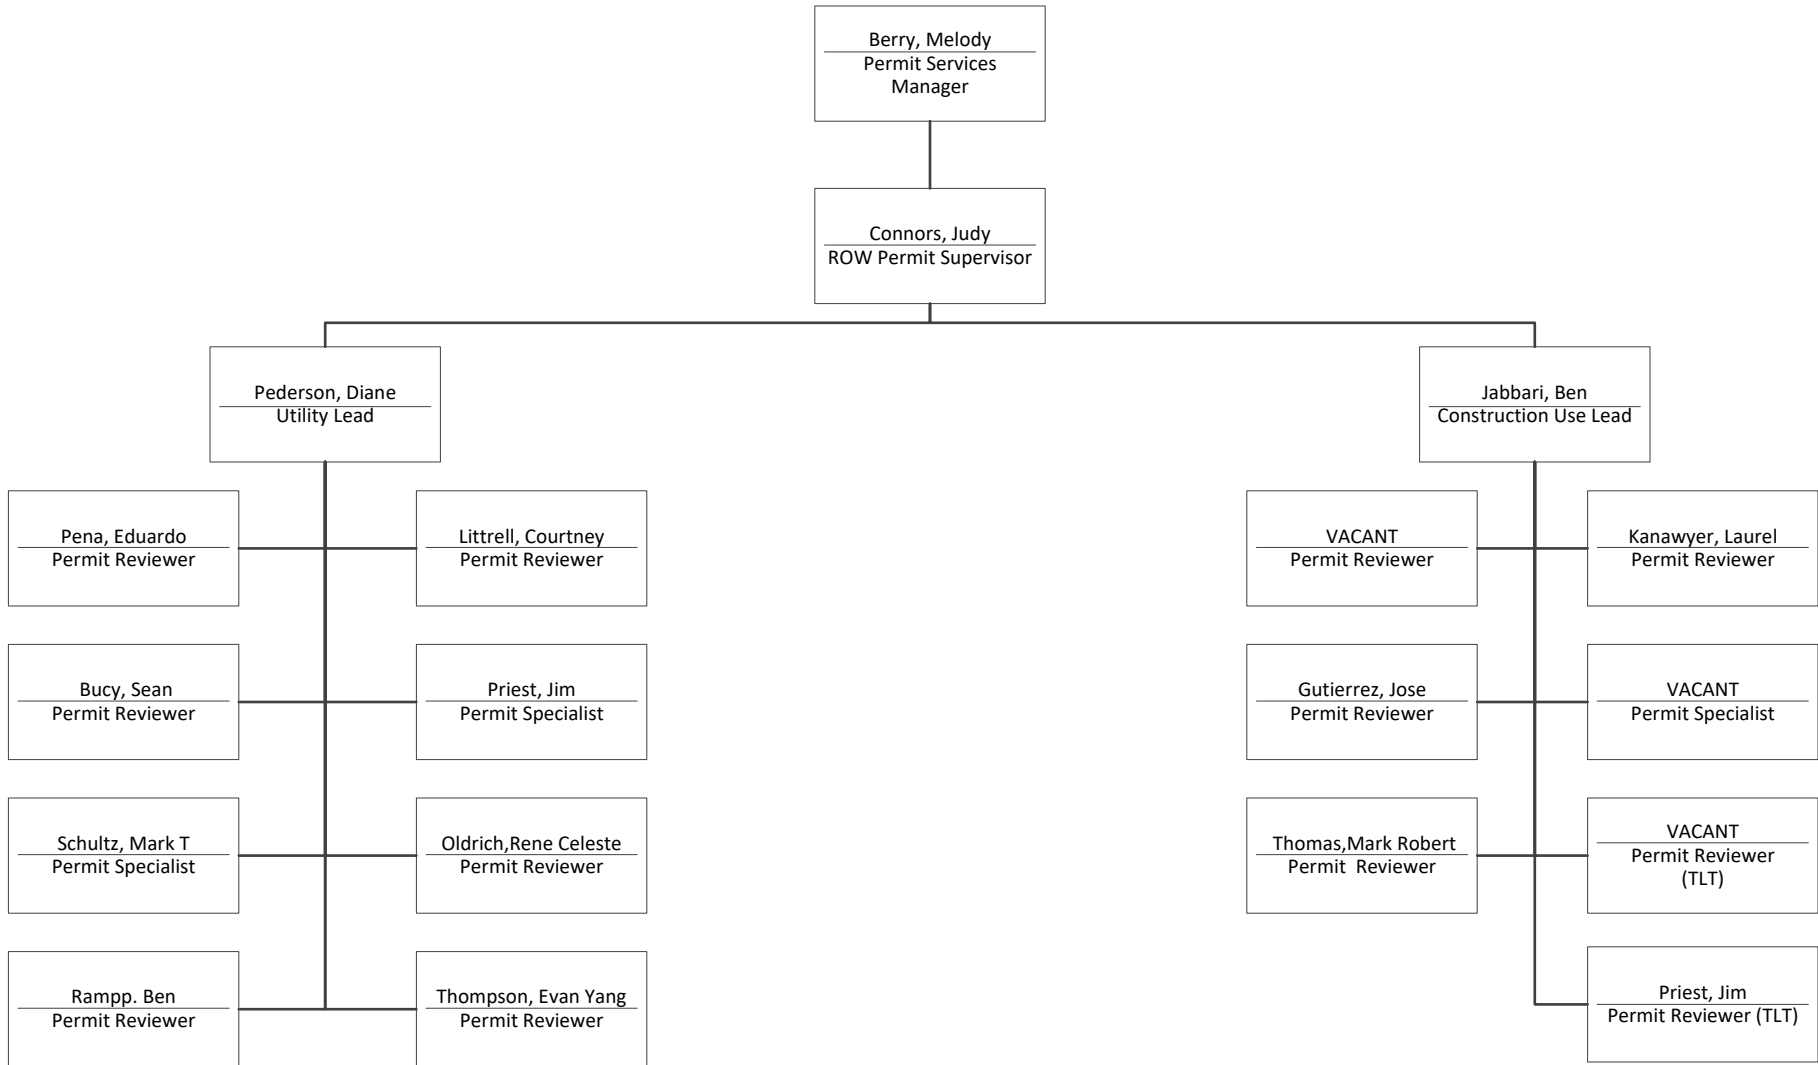 Berry, Melody
Permit Services
Manager
Connors, Judy
ROW Permit Supervisor
Pederson, Diane
Utility Lead
Jabbari, Ben
Construction Use Lead
Pena, Eduardo
Permit Reviewer
Littrell, Courtney
Permit Reviewer
VACANT
Permit Reviewer
Kanawyer, Laurel
Permit Reviewer
Bucy, Sean
Permit Reviewer
Priest, Jim
Permit Specialist
Gutierrez, Jose
Permit Reviewer
VACANT
Permit Specialist
Schultz, Mark T
Permit Specialist
Oldrich,Rene Celeste
Permit Reviewer
Thomas,Mark Robert
Permit  Reviewer
VACANT
Permit Reviewer
(TLT)
Rampp. Ben
Permit Reviewer
Thompson, Evan Yang
Permit Reviewer
Priest, Jim
Permit Reviewer (TLT)